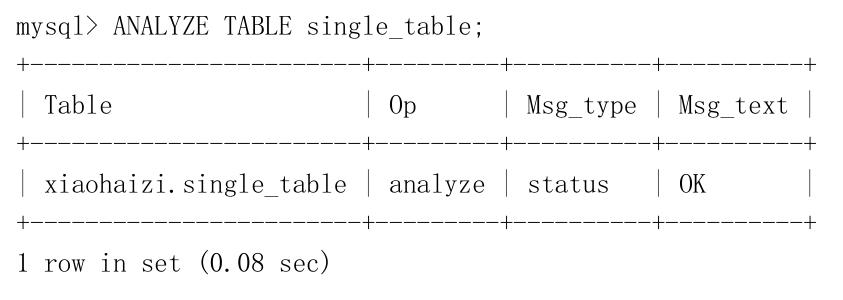 mysql> ANALYZE TABLE single_table;
+------------------------+---------+----------+----------+
| Table                  | Op      | Msg_type | Msg_text |
+------------------------+---------+----------+----------+
| xiaohaizi.single_table | analyze | status   | OK       |
+------------------------+---------+----------+----------+
1 row in set (0.08 sec)